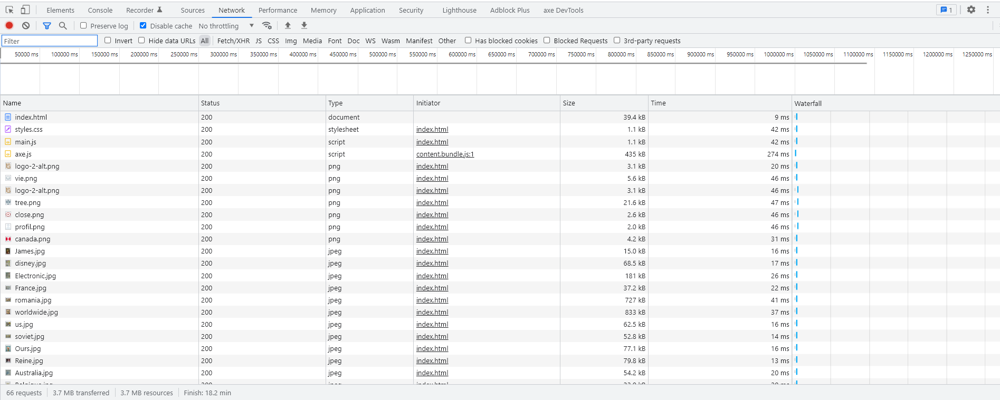 Elements Console Recorder Sources Network Performance Memory Application Security Lighthouse Adblock Plus axe DevTools 1
Preserve log Disable cache No throttling
Filter Invert Hide data URLs All Fetch/XHR JS CSS Img Media Font Doc WS Wasm Manifest Other Has blocked cookies Blocked Requests 3rd-party requests
50000 ms 100000 ms 150000 ms 200000 ms 250000 ms 300000 ms 350000 ms 400000 ms 450000 ms 500000 ms 550000 ms 600000 ms 650000 ms 700000 ms 750000 ms 800000 ms 850000 ms 900000 ms 950000 ms 1000000 ms 1050000 ms 1100000 ms 1150000 ms 1200000 ms 1250000 ms
Name Status Type Initiator Size Time Waterfall
index.html 200 document 39.4 kB 9 ms
styles.css 200 stylesheet index.html 1.1 kB 42 ms
main.js 200 script index.html 1.1 kB 42 ms
axe.js 200 script content.bundle.js:1 435 kB 274 ms
logo-2-alt.png 200 png index.html 3.1 kB 20 ms
vie.png 200 png index.html 5.6 kB 46 ms
logo-2-alt.png 200 png index.html 3.1 kB 46 ms
tree.png 200 png index.html 21.6 kB 47 ms
close.png 200 png index.html 2.6 kB 46 ms
profil.png 200 png index.html 2.0 kB 46 ms
canada.png 200 png index.html 4.2 kB 31 ms
James.jpg 200 jpeg index.html 15.0 kB 16 ms
disney.jpg 200 jpeg index.html 68.5 kB 17 ms
Electronic.jpg 200 jpeg index.html 181 kB 26 ms
France.jpg 200 jpeg index.html 37.2 kB 22 ms
romania.jpg 200 jpeg index.html 727 kB 41 ms
worldwide.jpg 200 jpeg index.html 833 kB 37 ms
us.jpg 200 jpeg index.html 62.5 kB 16 ms
soviet.jpg 200 jpeg index.html 52.8 kB 14 ms
Ours.jpg 200 jpeg index.html 77.1 kB 16 ms
Reine.jpg 200 jpeg index.html 79.8 kB 13 ms
Australia.jpg 200 jpeg index.html 54.2 kB 20 ms
66 requests 3.7 MB transferred 3.7 MB resources Finish: 18.2 min